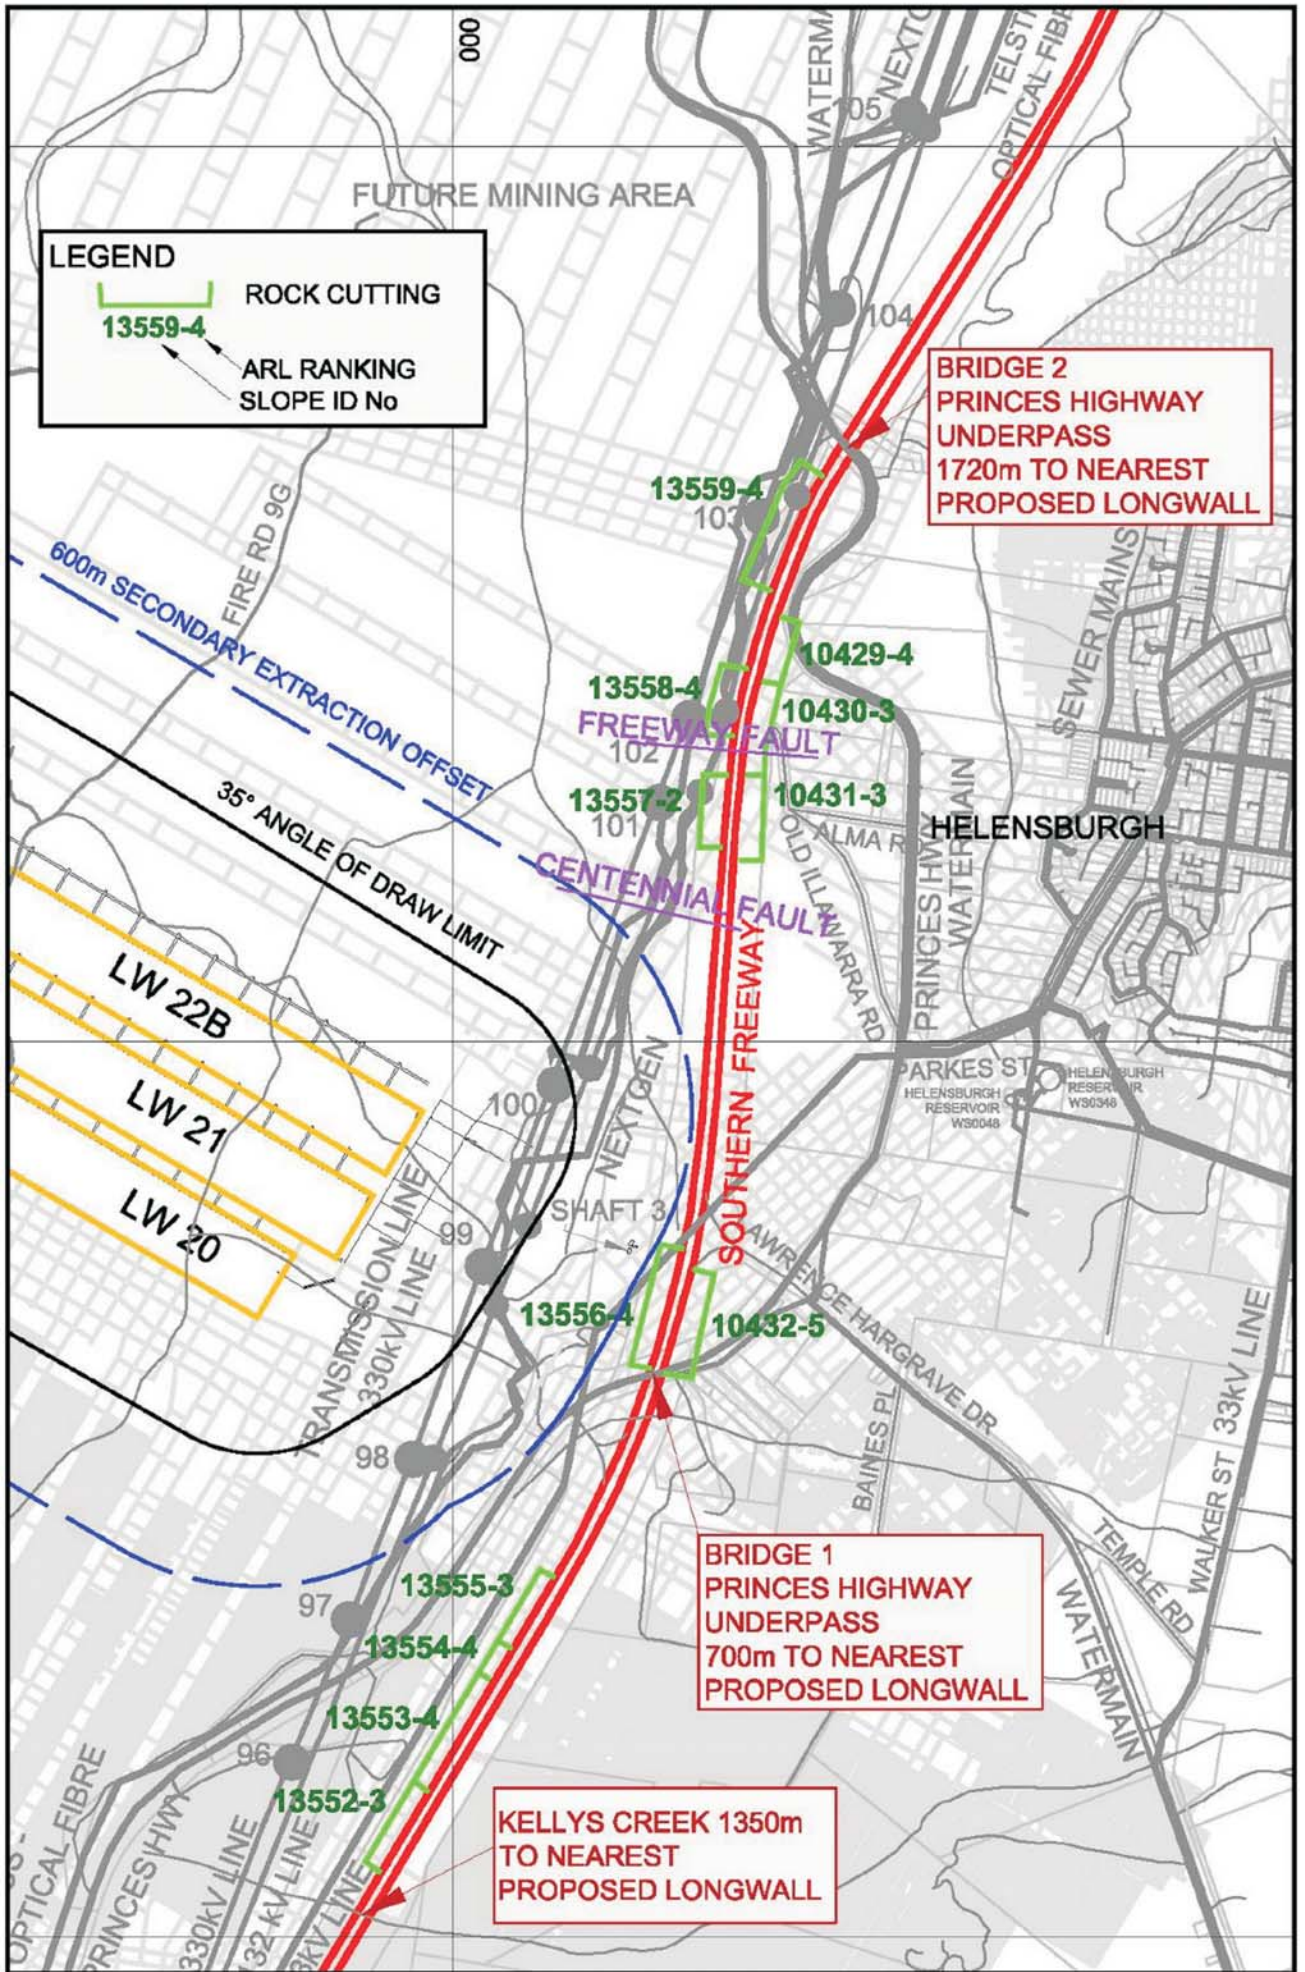 000
WATERMA
NEXTG
TELST
OPTICAL FIBR
105
FUTURE MINING AREA
LEGEND
ROCK CUTTING
13559-4
ARL RANKING
SLOPE ID No
104
BRIDGE 2
PRINCES HIGHWAY
UNDERPASS
1720m TO NEAREST
PROPOSED LONGWALL
13559-4
103
FIRE RD 9G
600m SECONDARY EXTRACTION OFFSET
SEWER MAINS
10429-4
13558-4
10430-3
FREEWAY FAULT
102
35° ANGLE OF DRAW LIMIT
13557-2
10431-3
101
OLD ILLAWARRA RD
ALMA RD
HELENSBURGH
PRINCES HWY
WATERMAIN
CENTENNIAL FAULT
LW 22B
SOUTHERN FREEWAY
LW 21
100
NEXTGEN
PARKES ST
HELENSBURGH
RESERVOIR
WS0048
HELENSBURGH
RESERVOIR
WS0346
LW 20
TRANSMISSION LINE
330kV LINE
99
SHAFT 3
LAWRENCE HARGRAVE DR
13556-4
10432-5
WALKER ST 33kV LINE
98
BAINES PL
BRIDGE 1
PRINCES HIGHWAY
UNDERPASS
700m TO NEAREST
PROPOSED LONGWALL
TEMPLE RD
WATERMAIN
13555-3
97
13554-4
13553-4
96
13552-3
KELLYS CREEK 1350m
TO NEAREST
PROPOSED LONGWALL
OPTICAL FIBRE
PRINCES HWY
330kV LINE
132 kV LINE
3kV LINE